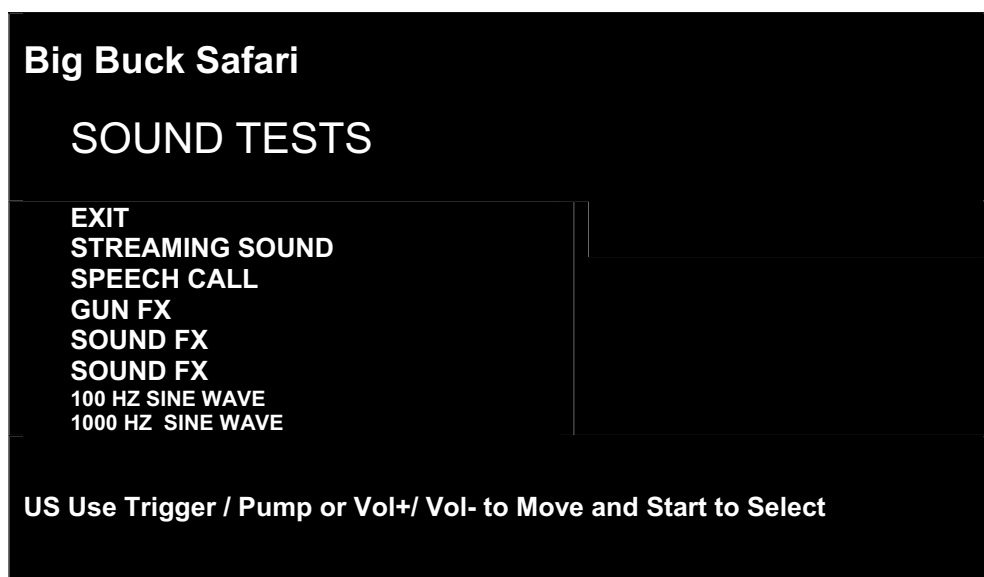 Big Buck Safari
SOUND TESTS
EXIT
STREAMING SOUND
SPEECH CALL
GUN FX
SOUND FX
SOUND FX
100 HZ SINE WAVE
1000 HZ  SINE WAVE
US Use Trigger / Pump or Vol+/ Vol- to Move and Start to Select